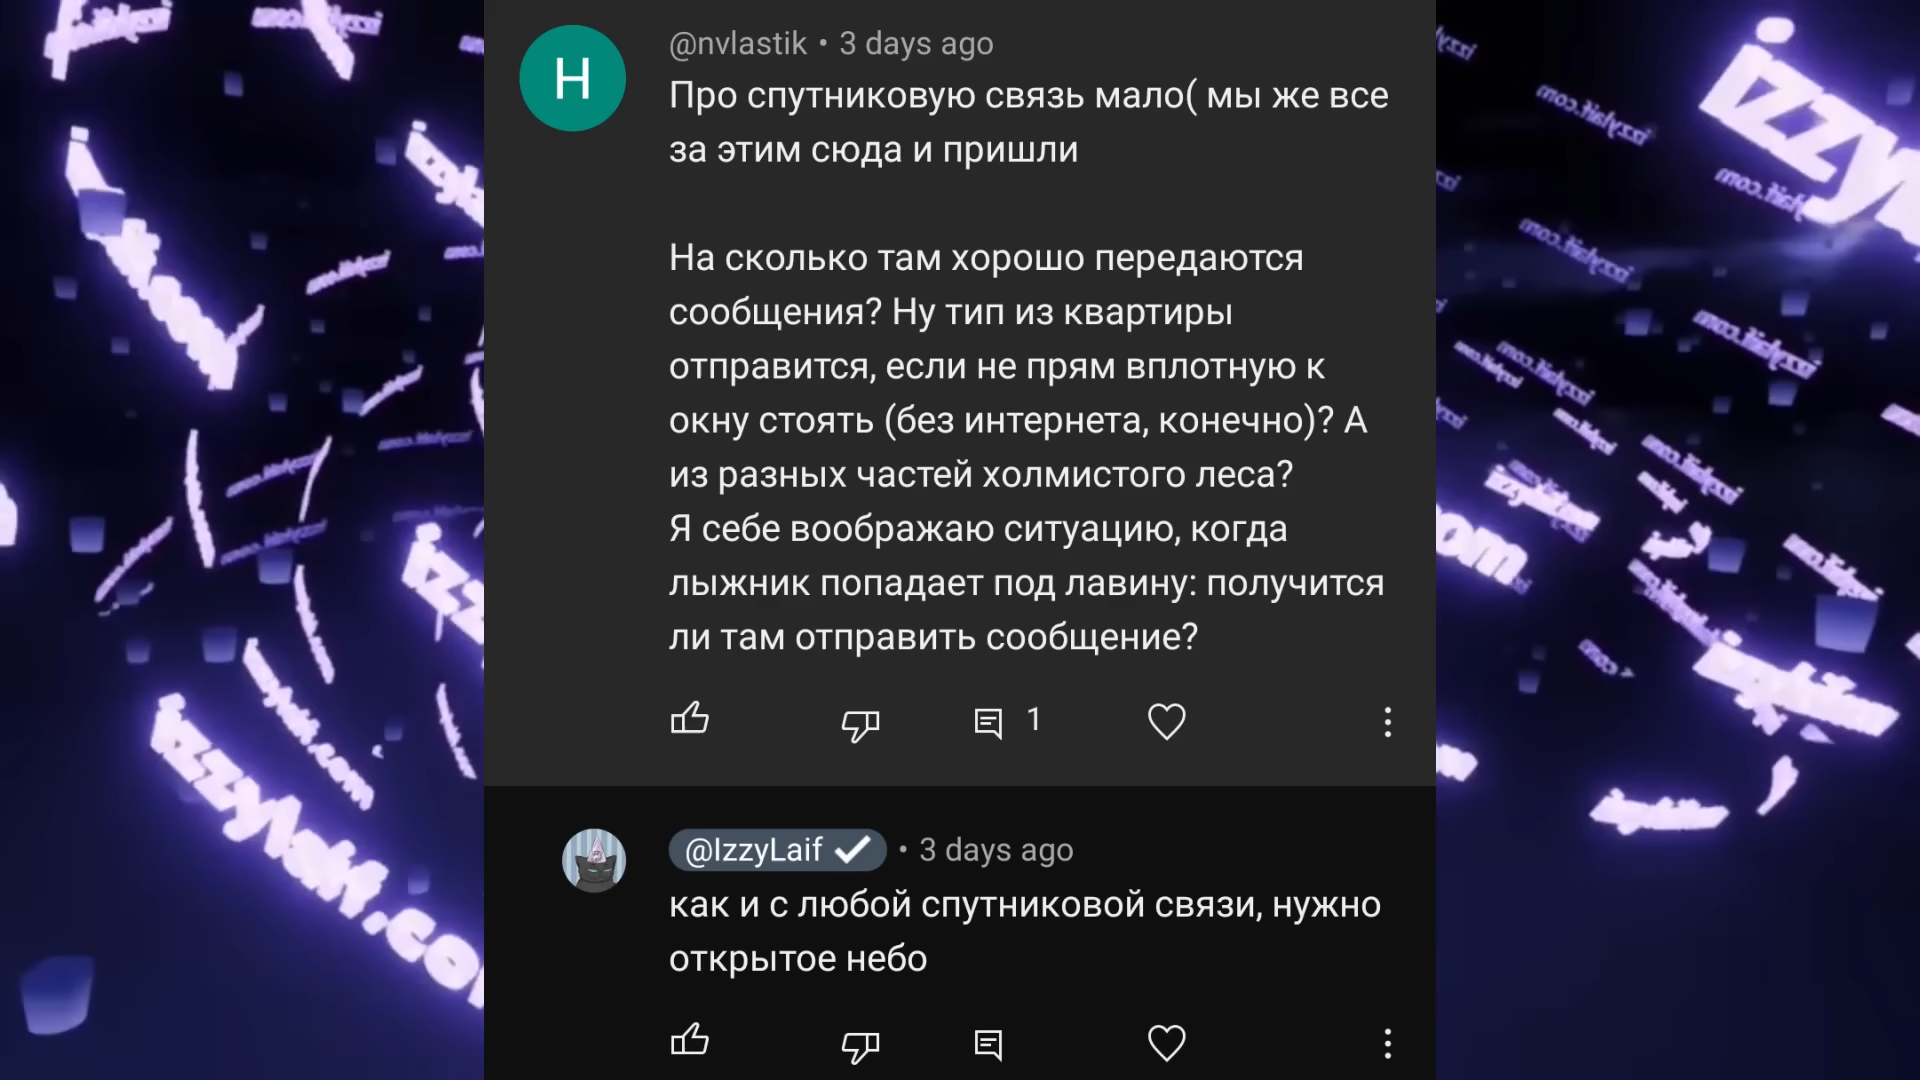 @nvlastik • 3 days ago
Н
Про спутниковую связь мало( мы же все
за этим сюда и пришли
На сколько там хорошо передаются
сообщения? Ну тип из квартиры
отправится, если не прям вплотную к
окну стоять (без интернета, конечно)? А
из разных частей холмистого леса?
Я себе воображаю ситуацию, когда
лыжник попадает под лавину: получится
ли там отправить сообщение?
1
@IzzyLaif • 3 days ago
как и с любой спутниковой связи, нужно
открытое небо
izzylaif.co
izzy